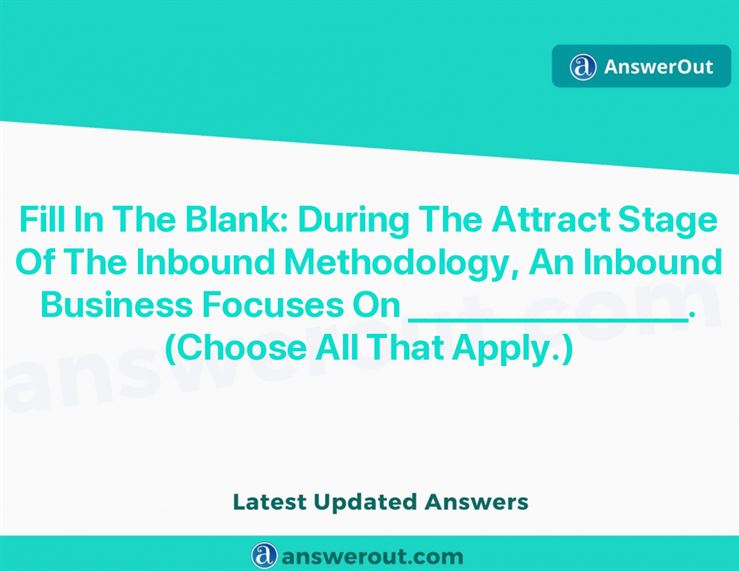 AnswerOut
Fill In The Blank: During The Attract Stage
Of The Inbound Methodology, An Inbound
Business Focuses On _______________.
(Choose All That Apply.)
answerout.com
Latest Updated Answers
answerout.com